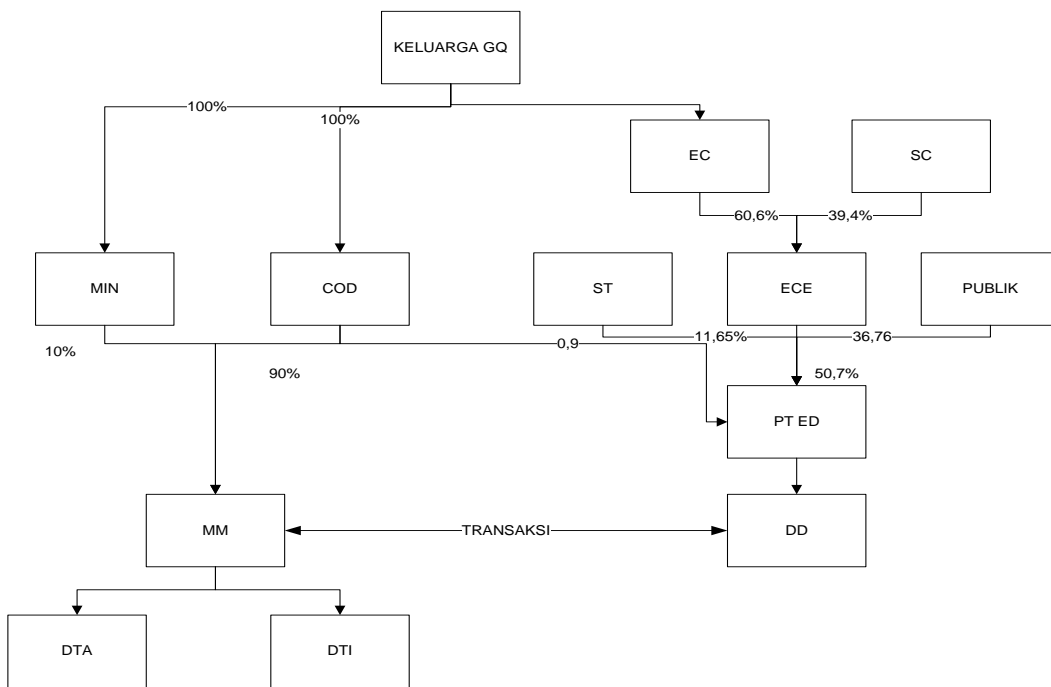 KELUARGA GQ
100%
100%
EC
SC
60,6%
39,4%
MIN
COD
ST
ECE
PUBLIK
10%
90%
0,9
11,65%
36,76
50,7%
PT ED
MM
TRANSAKSI
DD
DTA
DTI